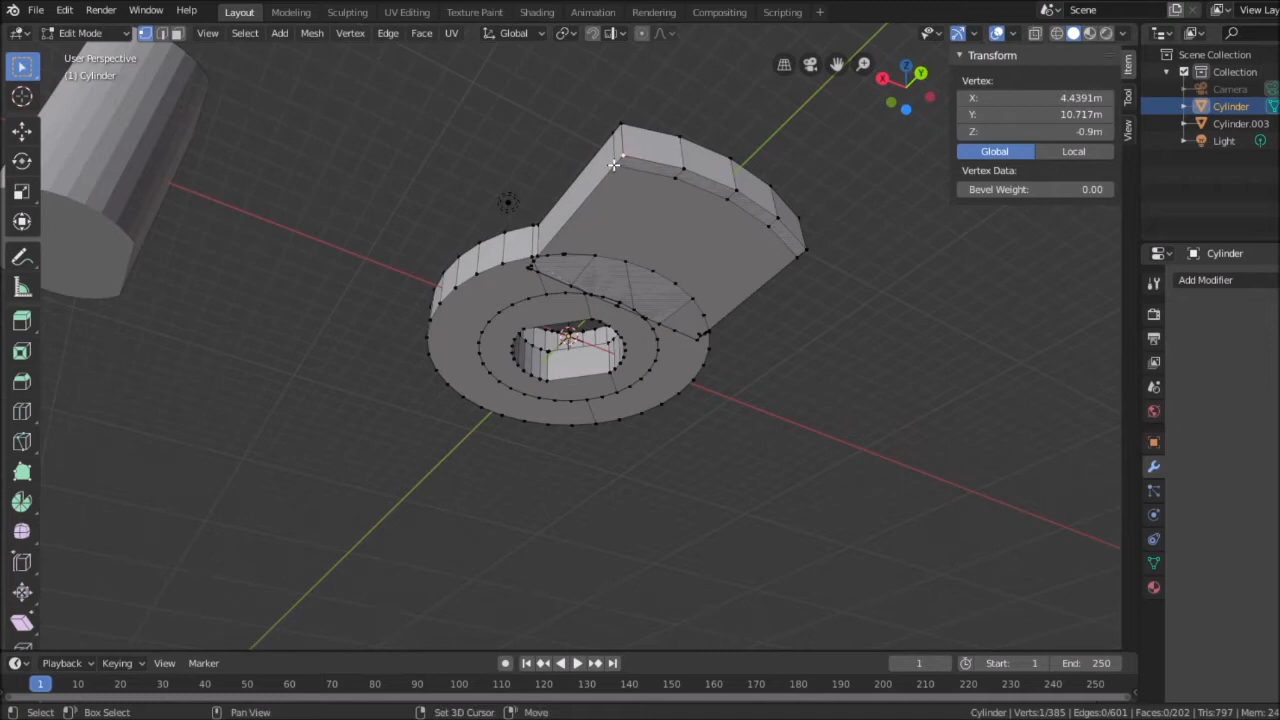 File Edit Render Window Help Layout Modeling Sculpting UV Editing Texture Paint Shading Animation Rendering Compositing Scripting + Scene View Lay
Edit Mode View Select Add Mesh Vertex Edge Face UV Global
User Perspective
(1) Cylinder
X Y Z
Transform
Vertex:
X: 4.4391m
Y: 10.717m
Z: -0.9m
Global Local
Vertex Data:
Bevel Weight: 0.00
Item
Tool
View
Scene Collection
Collection
Camera
Cylinder
Cylinder.003
Light
Cylinder
Add Modifier
Playback Keying View Marker 1 Start: 1 End: 250
1 10 20 30 40 50 60 70 80 90 100 110 120 130 140 150 160 170 180 190 200 210 220 230 240 250
Select Box Select Pan View Set 3D Cursor Move Cylinder | Verts:1/385 | Edges:0/601 | Faces:0/202 | Tris:797 | Mem: 24